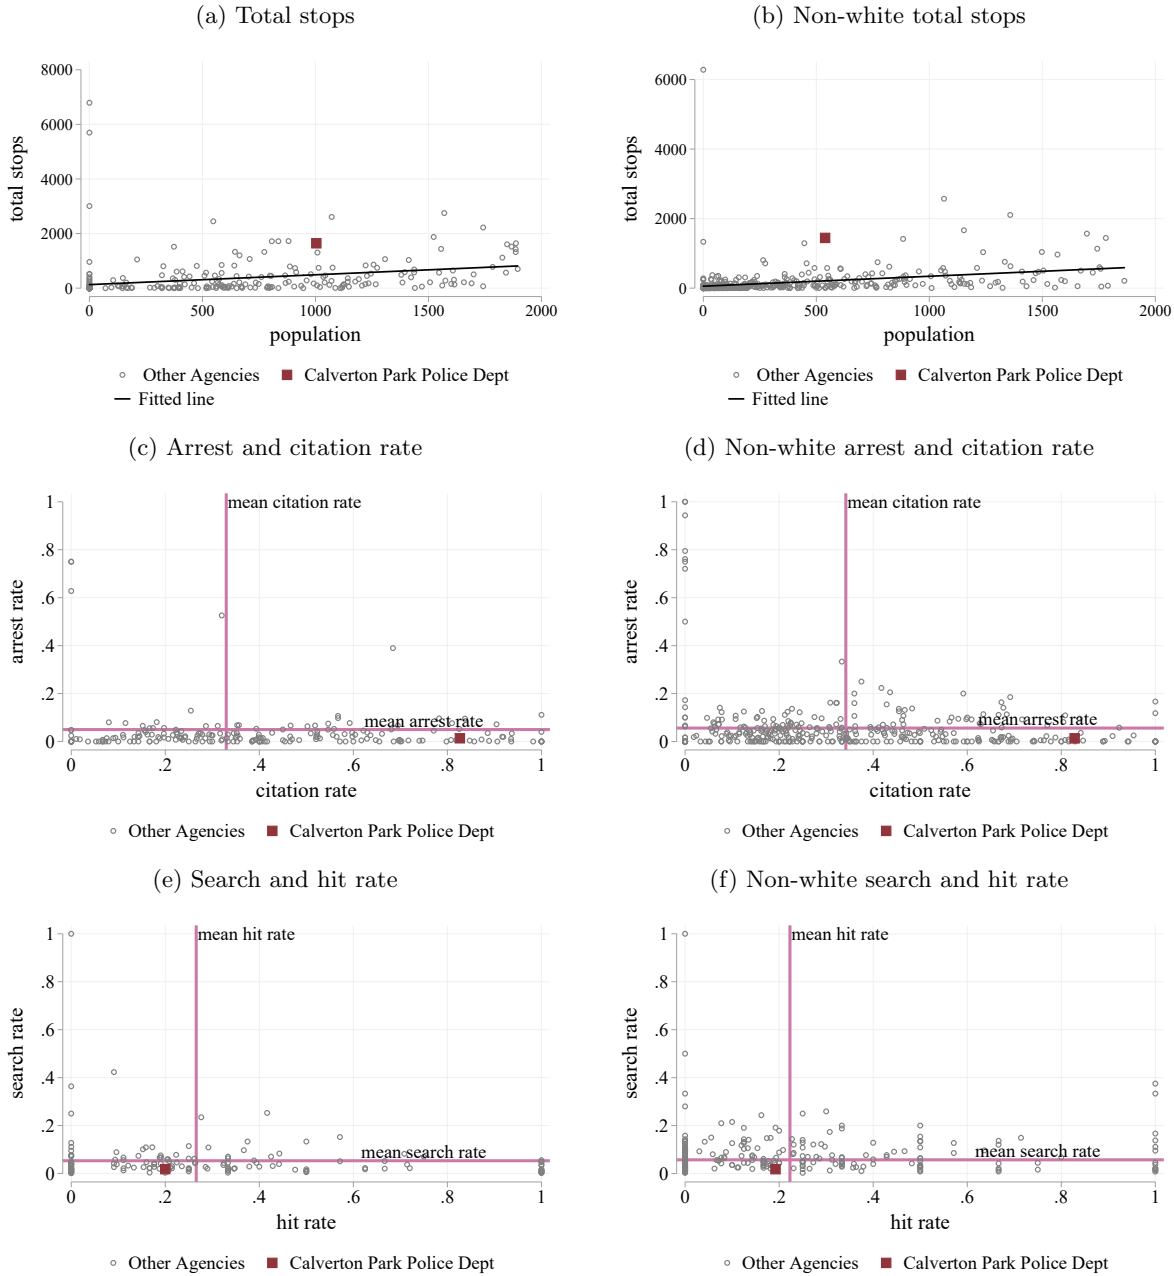 (a) Total stops
(b) Non-white total stops
8000
6000
4000
2000
0
total stops
0 500 1000 1500 2000
population
6000
4000
2000
0
total stops
0 500 1000 1500 2000
population
Other Agencies Calverton Park Police Dept
Fitted line
Other Agencies Calverton Park Police Dept
Fitted line
(c) Arrest and citation rate
(d) Non-white arrest and citation rate
mean citation rate
mean arrest rate
1
.8
.6
.4
.2
0
arrest rate
0 .2 .4 .6 .8 1
citation rate
mean citation rate
mean arrest rate
1
.8
.6
.4
.2
0
arrest rate
0 .2 .4 .6 .8 1
citation rate
Other Agencies Calverton Park Police Dept
Other Agencies Calverton Park Police Dept
(e) Search and hit rate
(f) Non-white search and hit rate
mean hit rate
mean search rate
1
.8
.6
.4
.2
0
search rate
0 .2 .4 .6 .8 1
hit rate
mean hit rate
mean search rate
1
.8
.6
.4
.2
0
search rate
0 .2 .4 .6 .8 1
hit rate
Other Agencies Calverton Park Police Dept
Other Agencies Calverton Park Police Dept